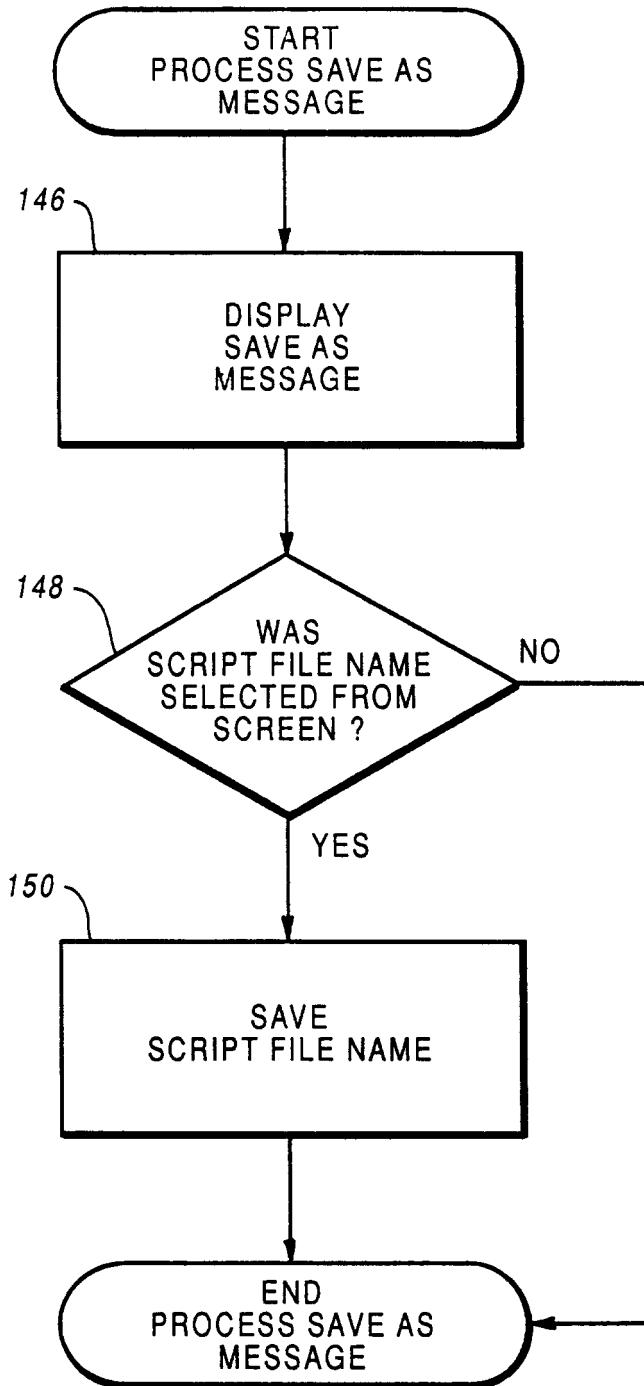 START
PROCESS SAVE AS
MESSAGE
146
DISPLAY
SAVE AS
MESSAGE
148
WAS
SCRIPT FILE NAME
SELECTED FROM
SCREEN ?
NO
YES
150
SAVE
SCRIPT FILE NAME
END
PROCESS SAVE AS
MESSAGE